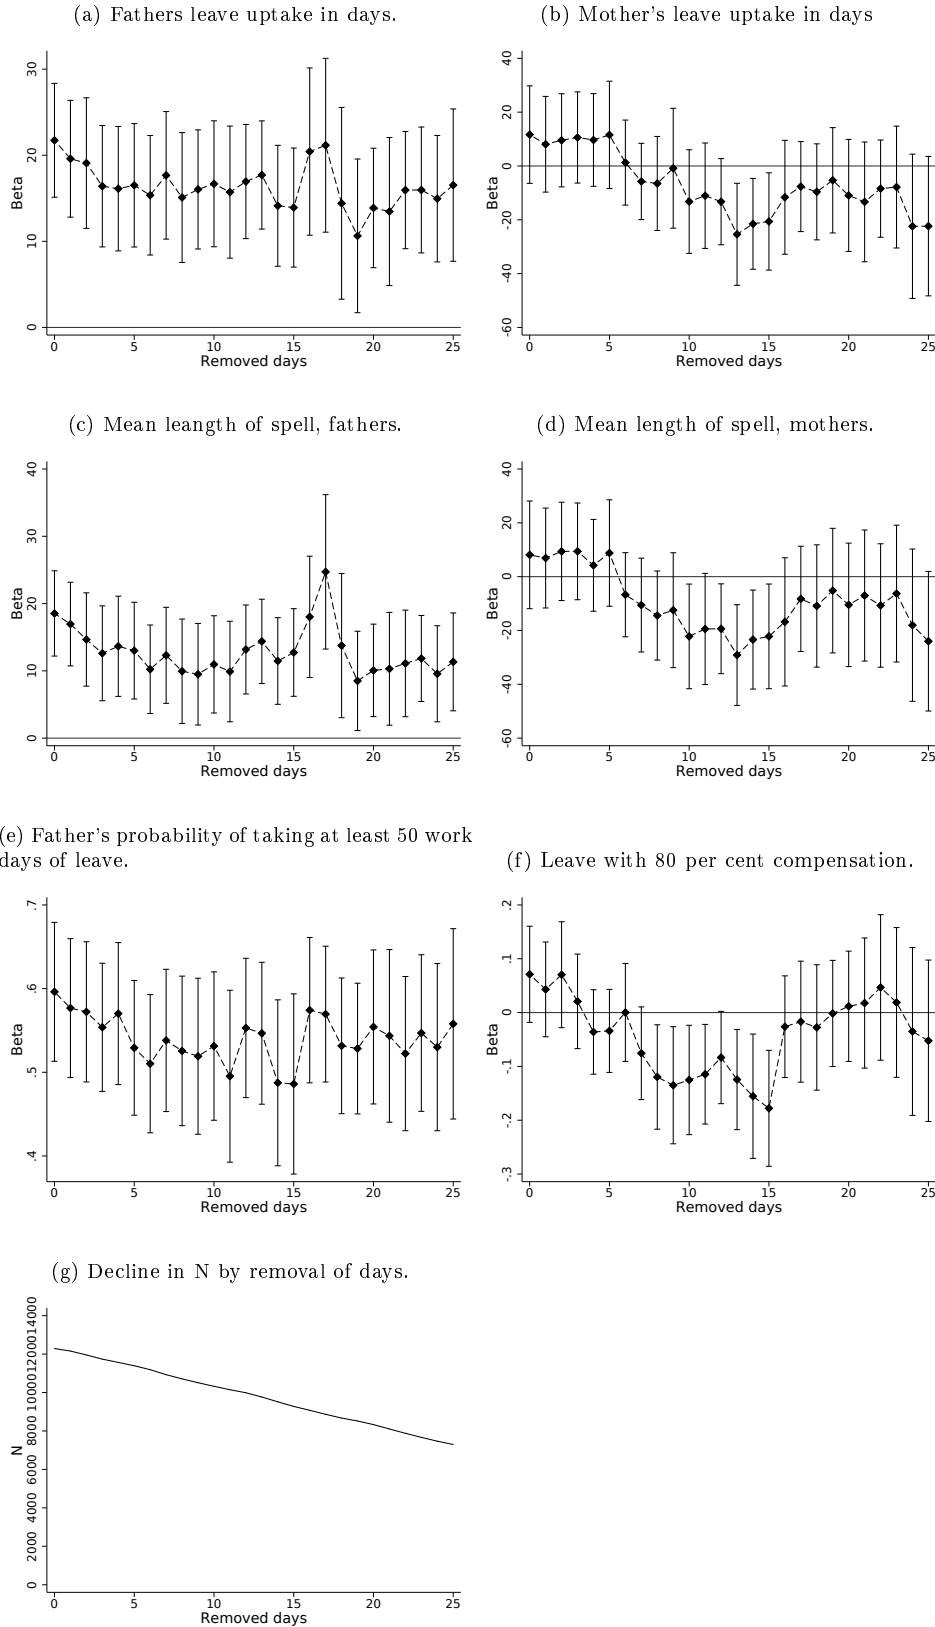 (a) Fathers leave uptake in days.
(b) Mother's leave uptake in days
30
20
10
0
Beta
0 5 10 15 20 25
Removed days
40
20
0
-20
-40
-60
Beta
0 5 10 15 20 25
Removed days
(c) Mean leangth of spell, fathers.
(d) Mean length of spell, mothers.
40
30
20
10
0
Beta
0 5 10 15 20 25
Removed days
40
20
0
-20
-40
-60
Beta
0 5 10 15 20 25
Removed days
(e) Father's probability of taking at least 50 work
days of leave.
(f) Leave with 80 per cent compensation.
.7
.6
.5
.4
Beta
0 5 10 15 20 25
Removed days
.2
.1
0
-.1
-.2
-.3
Beta
0 5 10 15 20 25
Removed days
(g) Decline in N by removal of days.
14000
12000
10000
8000
6000
4000
2000
0
N
0 5 10 15 20 25
Removed days